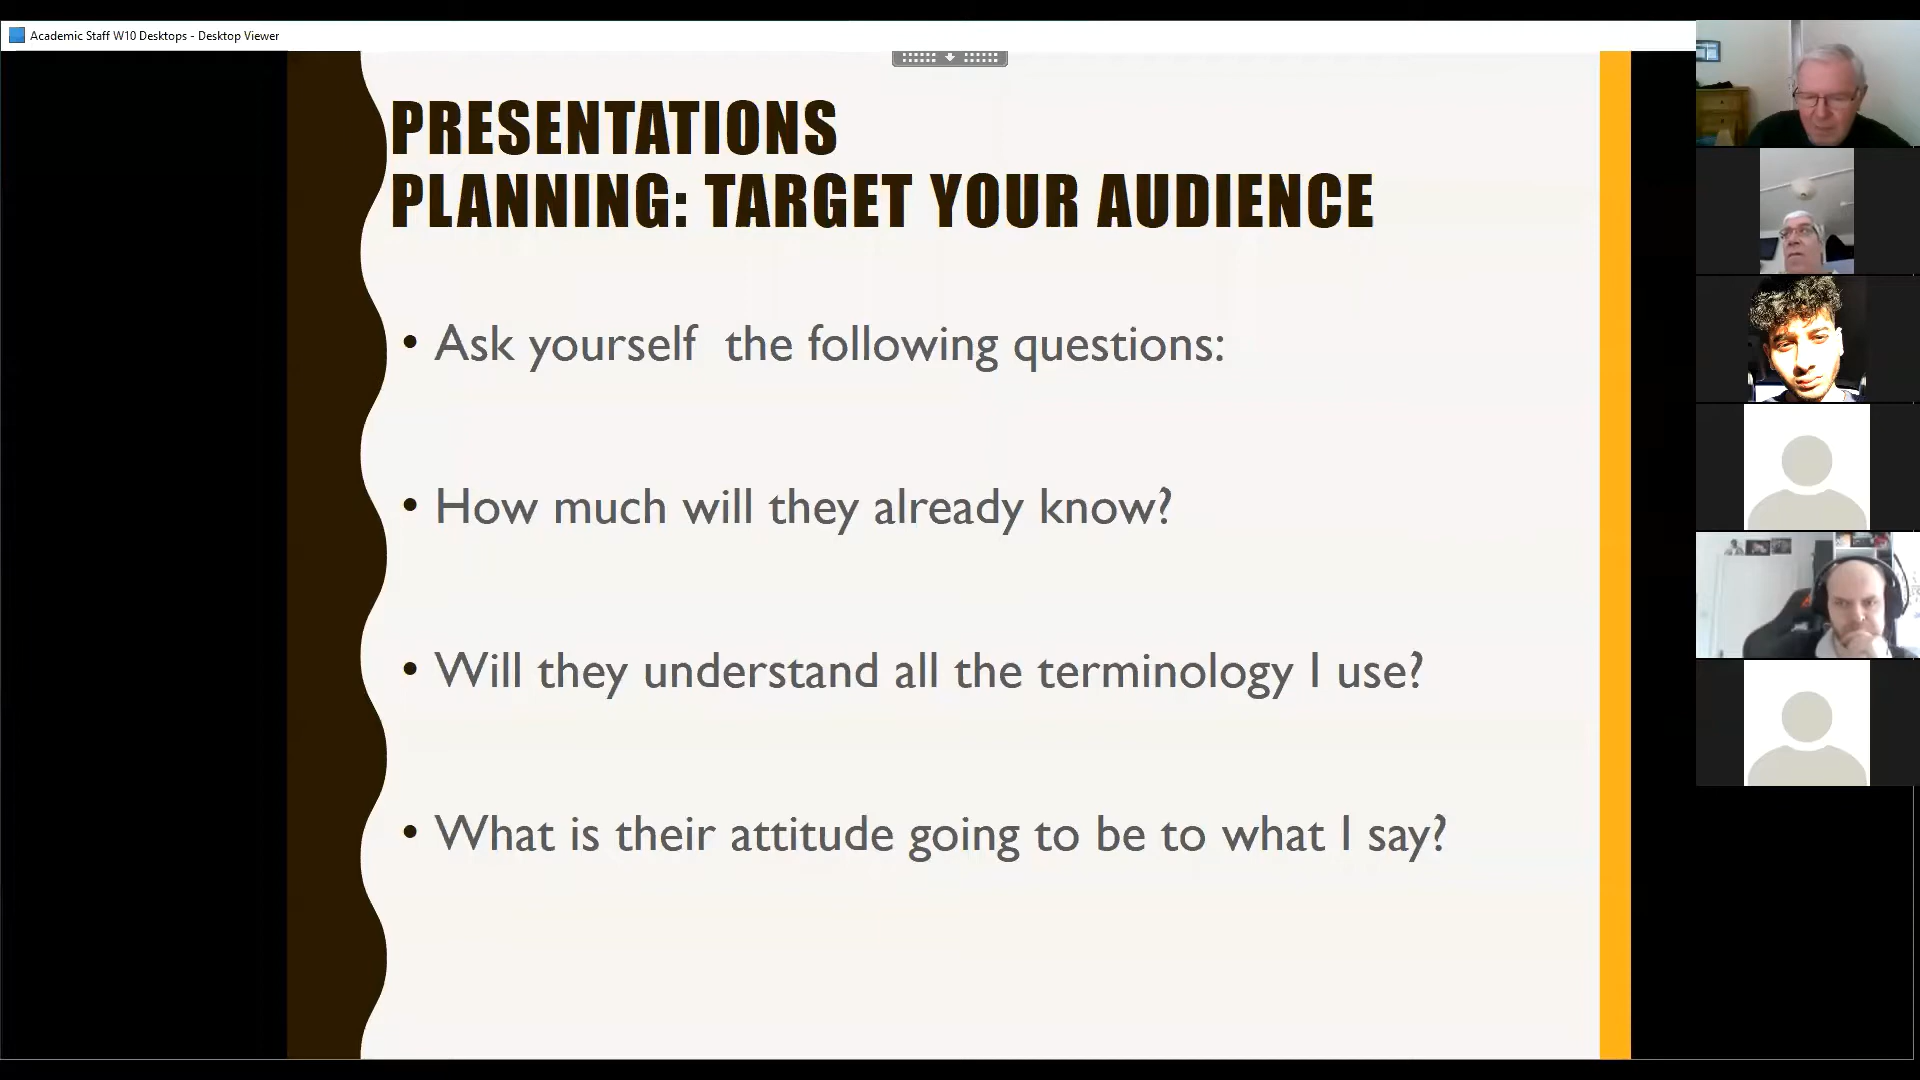 Academic Staff W10 Desktops - Desktop Viewer
PRESENTATIONS
PLANNING: TARGET YOUR AUDIENCE
• Ask yourself  the following questions:
• How much will they already know?
• Will they understand all the terminology I use?
• What is their attitude going to be to what I say?